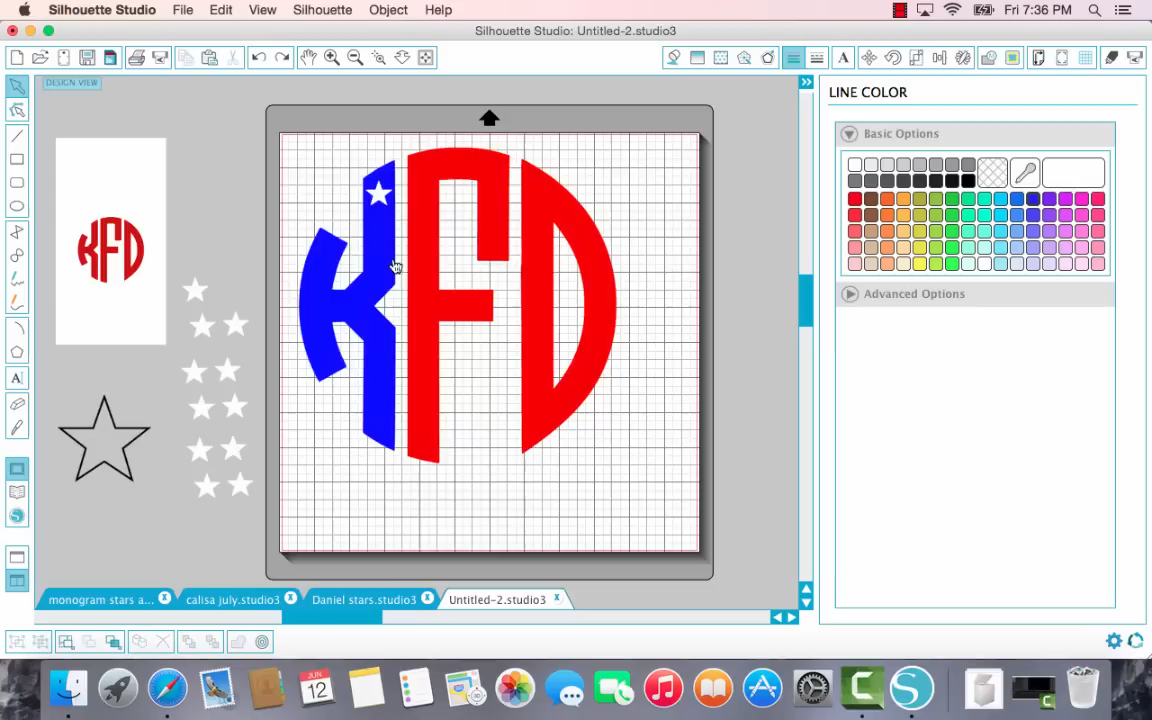 Silhouette Studio File Edit View Silhouette Object Help Fri 7:36 PM
Silhouette Studio: Untitled-2.studio3
DESIGN VIEW
LINE COLOR
Basic Options
Advanced Options
KFD
KFD
monogram stars a... calisa july.studio3 Daniel stars.studio3 Untitled-2.studio3
JUN
12